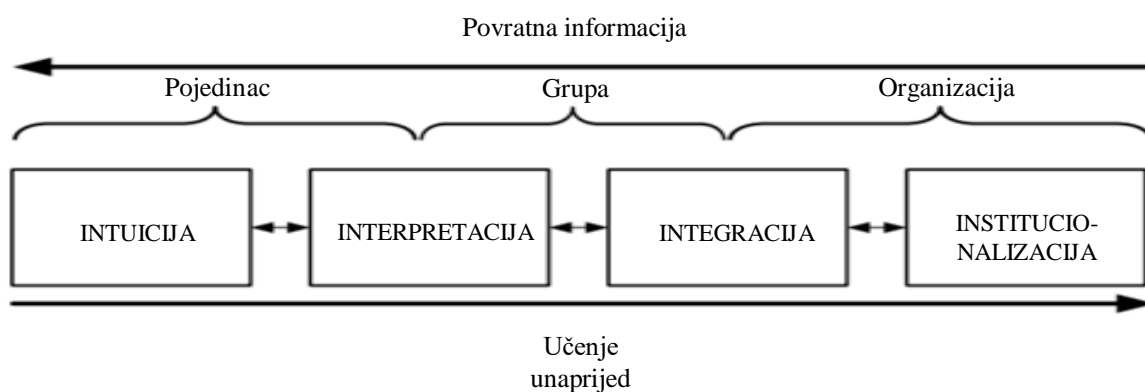 Povratna informacija
Pojedinac
Grupa
Organizacija
INTUICIJA
INTERPRETACIJA
INTEGRACIJA
INSTITUCIO-
NALIZACIJA
Učenje
unaprijed